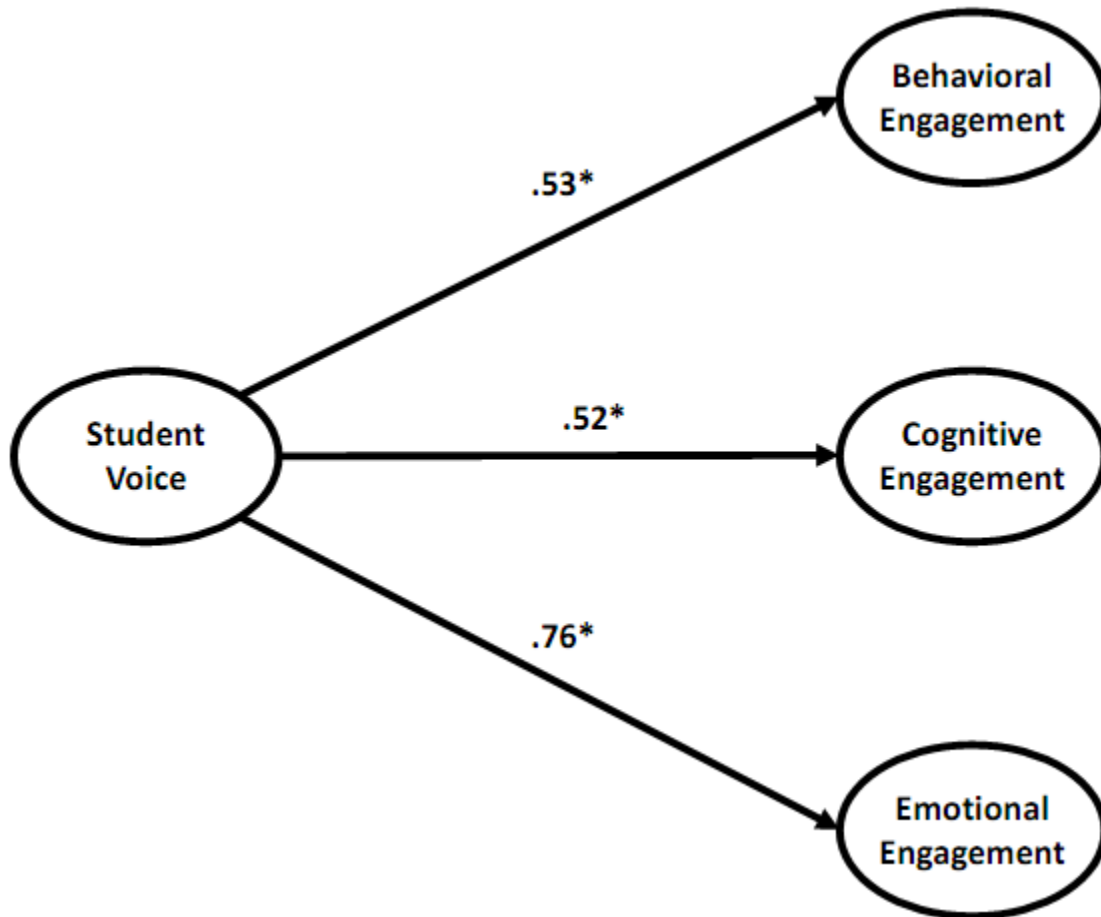 Behavioral
Engagement
.53*
Student
Voice
.52*
Cognitive
Engagement
.76*
Emotional
Engagement